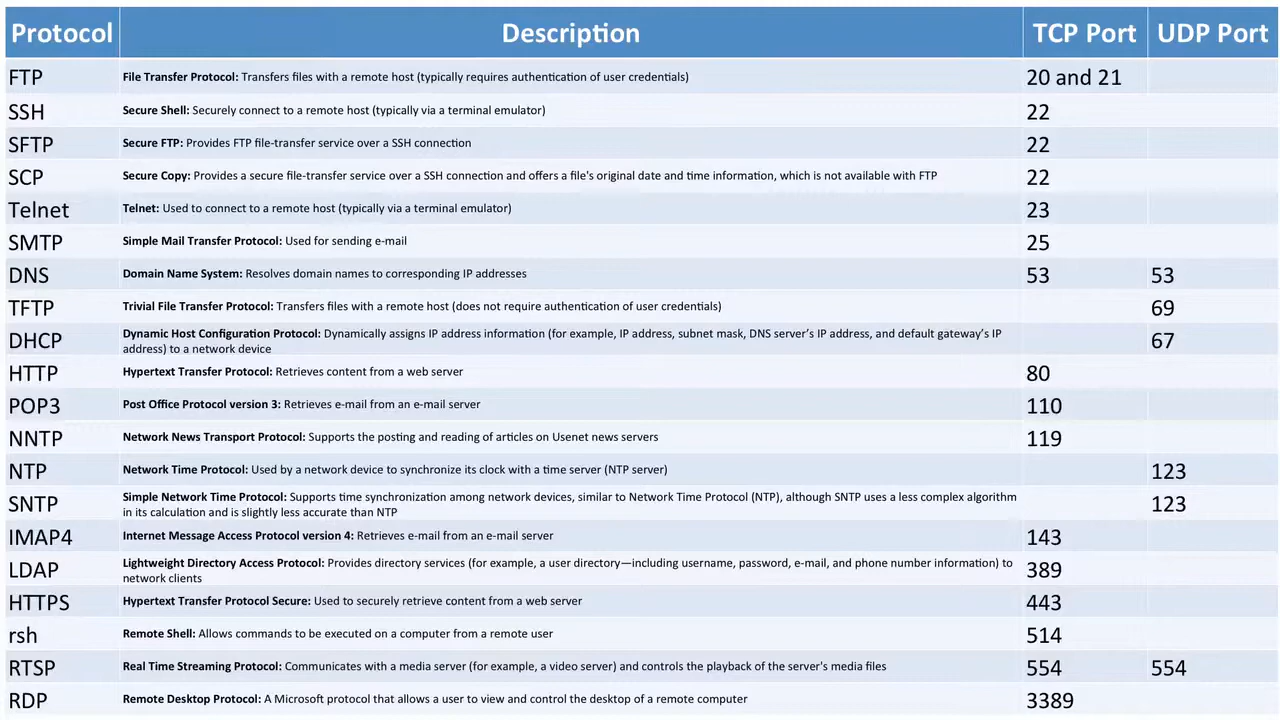 Protocol Description TCP Port UDP Port
FTP File Transfer Protocol: Transfers files with a remote host (typically requires authentication of user credentials) 20 and 21
SSH Secure Shell: Securely connect to a remote host (typically via a terminal emulator) 22
SFTP Secure FTP: Provides FTP file-transfer service over a SSH connection 22
SCP Secure Copy: Provides a secure file-transfer service over a SSH connection and offers a file's original date and time information, which is not available with FTP 22
Telnet Telnet: Used to connect to a remote host (typically via a terminal emulator) 23
SMTP Simple Mail Transfer Protocol: Used for sending e-mail 25
DNS Domain Name System: Resolves domain names to corresponding IP addresses 53 53
TFTP Trivial File Transfer Protocol: Transfers files with a remote host (does not require authentication of user credentials) 69
DHCP Dynamic Host Configuration Protocol: Dynamically assigns IP address information (for example, IP address, subnet mask, DNS server's IP address, and default gateway's IP
address) to a network device 67
HTTP Hypertext Transfer Protocol: Retrieves content from a web server 80
POP3 Post Office Protocol version 3: Retrieves e-mail from an e-mail server 110
NNTP Network News Transport Protocol: Supports the posting and reading of articles on Usenet news servers 119
NTP Network Time Protocol: Used by a network device to synchronize its clock with a time server (NTP server) 123
SNTP Simple Network Time Protocol: Supports time synchronization among network devices, similar to Network Time Protocol (NTP), although SNTP uses a less complex algorithm
in its calculation and is slightly less accurate than NTP 123
IMAP4 Internet Message Access Protocol version 4: Retrieves e-mail from an e-mail server 143
LDAP Lightweight Directory Access Protocol: Provides directory services (for example, a user directory—including username, password, e-mail, and phone number information) to
network clients 389
HTTPS Hypertext Transfer Protocol Secure: Used to securely retrieve content from a web server 443
rsh Remote Shell: Allows commands to be executed on a computer from a remote user 514
RTSP Real Time Streaming Protocol: Communicates with a media server (for example, a video server) and controls the playback of the server's media files 554 554
RDP Remote Desktop Protocol: A Microsoft protocol that allows a user to view and control the desktop of a remote computer 3389